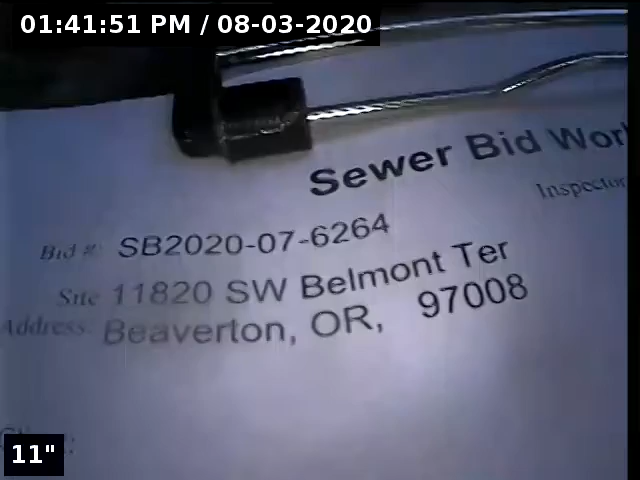 01:41:51 PM / 08-03-2020
Sewer Bid Wor
Inspector
Bid #: SB2020-07-6264
Site 11820 SW Belmont Ter
Address: Beaverton, OR, 97008
11"